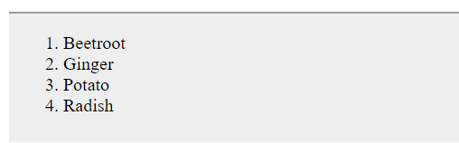 1. Beetroot
2. Ginger
3. Potato
4. Radish